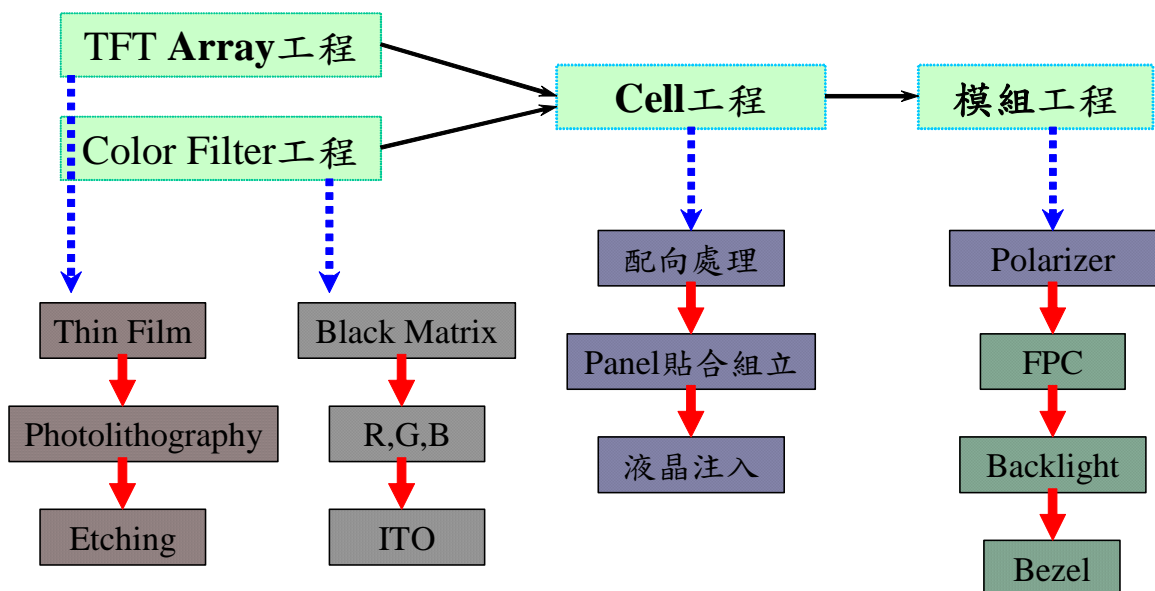 TFT Array工程
Color Filter工程
Cell工程
模組工程
Thin Film
Photolithography
Etching
Black Matrix
R,G,B
ITO
配向處理
Panel貼合組立
液晶注入
Polarizer
FPC
Backlight
Bezel